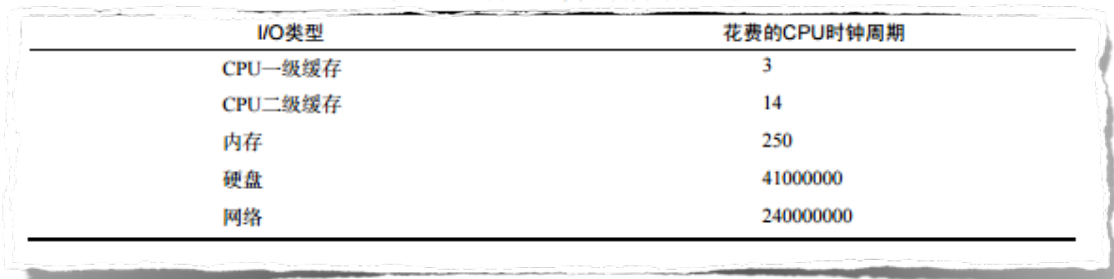 I/O类型 花费的CPU时钟周期
CPU一级缓存 3
CPU二级缓存 14
内存 250
硬盘 41000000
网络 240000000